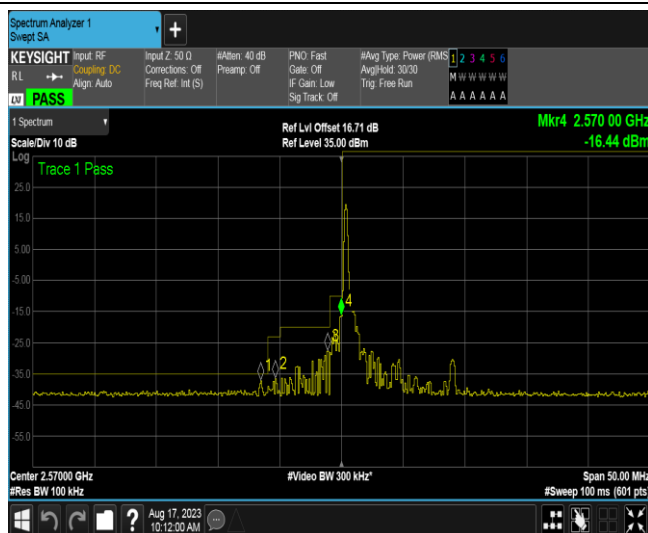 Spectrum Analyzer 1
Swept SA
KEYSIGHT
RL
LXI PASS
Input: RF
Coupling: DC
Align: Auto
Input Z: 50 Ω
Corrections: Off
Freq Ref: Int (S)
#Atten: 40 dB
Preamp: Off
PNO: Fast
Gate: Off
IF Gain: Low
Sig Track: Off
#Avg Type: Power (RMS
Avg|Hold: 30/30
Trig: Free Run
1 2 3 4 5 6
M W W W W W
A A A A A A
1 Spectrum
Scale/Div 10 dB
Ref Lvl Offset 16.71 dB
Ref Level 35.00 dBm
Mkr4 2.570 00 GHz
-16.44 dBm
Log
Trace 1 Pass
25.0
15.0
5.00
-5.00
-15.0
-25.0
-35.0
-45.0
-55.0
1
2
3
4
Center 2.57000 GHz
#Res BW 100 kHz
#Video BW 300 kHz*
Span 50.00 MHz
#Sweep 100 ms (601 pts)
?
Aug 17, 2023
10:12:00 AM